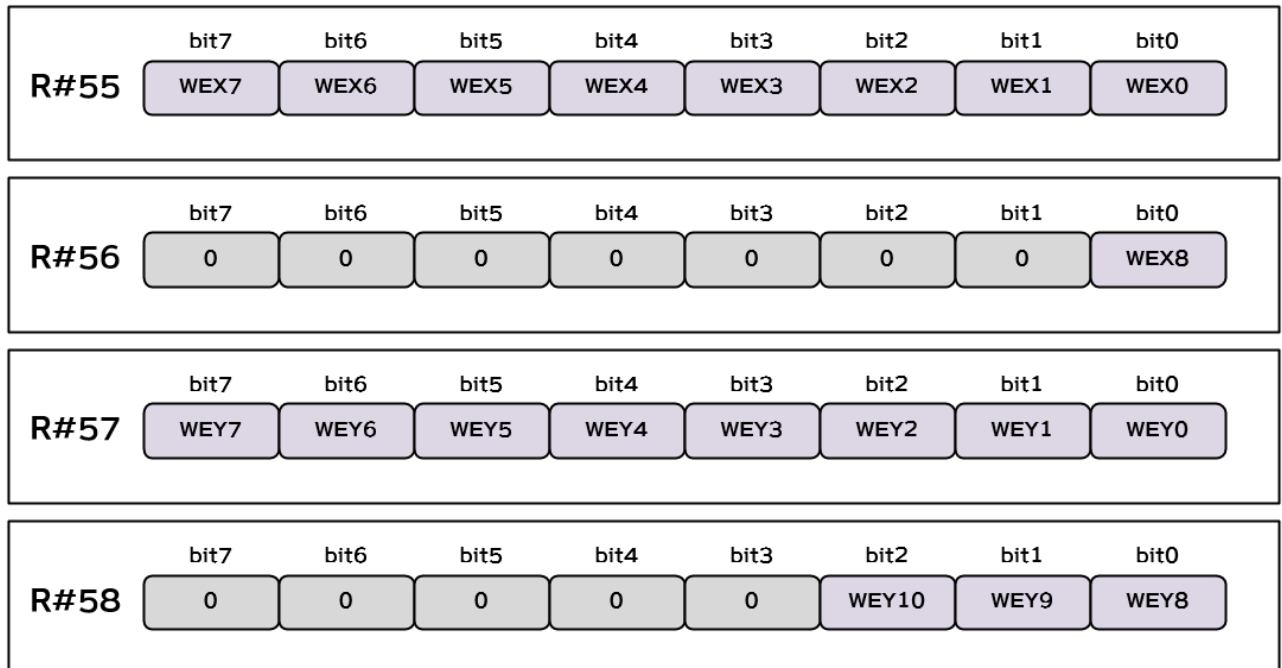 bit7 bit6 bit5 bit4 bit3 bit2 bit1 bit0
R#55 WEX7 WEX6 WEX5 WEX4 WEX3 WEX2 WEX1 WEX0
bit7 bit6 bit5 bit4 bit3 bit2 bit1 bit0
R#56 0 0 0 0 0 0 0 WEX8
bit7 bit6 bit5 bit4 bit3 bit2 bit1 bit0
R#57 WEY7 WEY6 WEY5 WEY4 WEY3 WEY2 WEY1 WEY0
bit7 bit6 bit5 bit4 bit3 bit2 bit1 bit0
R#58 0 0 0 0 0 WEY10 WEY9 WEY8